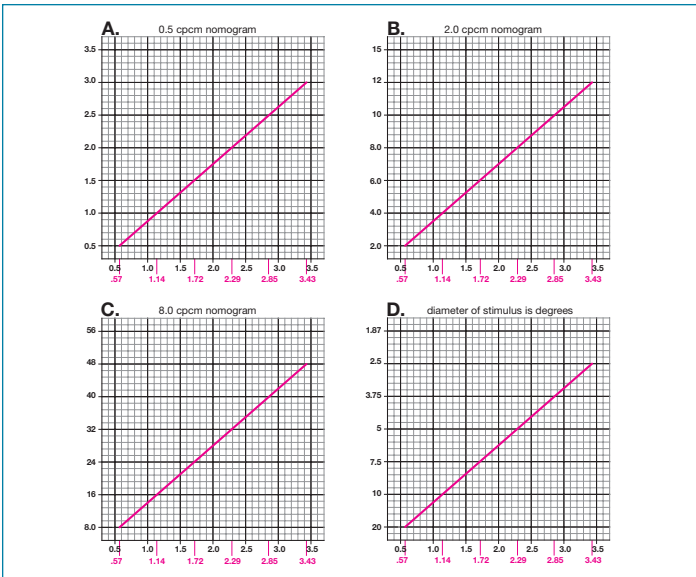 A.
0.5 cpcm nomogram
3.5
3.0
2.5
2.0
1.5
1.0
0.5
0.5 1.0 1.5 2.0 2.5 3.0 3.5
.57 1.14 1.72 2.29 2.85 3.43
B.
2.0 cpcm nomogram
15
12
10
8.0
6.0
4.0
2.0
0.5 1.0 1.5 2.0 2.5 3.0 3.5
.57 1.14 1.72 2.29 2.85 3.43
C.
8.0 cpcm nomogram
56
48
40
32
24
16
8.0
0.5 1.0 1.5 2.0 2.5 3.0 3.5
.57 1.14 1.72 2.29 2.85 3.43
D.
diameter of stimulus is degrees
1.87
2.5
3.75
5
7.5
10
20
0.5 1.0 1.5 2.0 2.5 3.0 3.5
.57 1.14 1.72 2.29 2.85 3.43